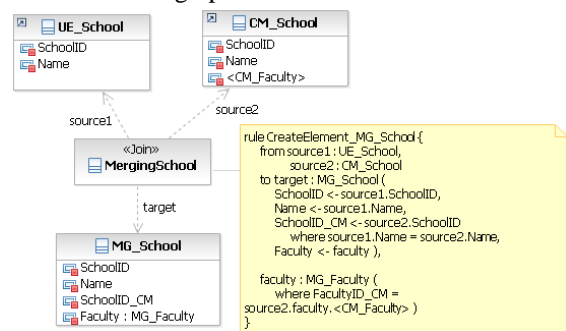 UE_School
SchoolID
Name
CM_School
SchoolID
Name
<CM_Faculty>
source1
source2
«Join»
MergingSchool
target
MG_School
SchoolID
Name
SchoolID_CM
Faculty : MG_Faculty
rule CreateElement_MG_School{
from source1 : UE_School,
source2 : CM_School
to target : MG_School (
SchoolID <- source1.SchoolID,
Name <- source1.Name,
SchoolID_CM <- source2.SchoolID
where source1.Name = source2.Name,
Faculty <- faculty ),
faculty : MG_Faculty (
where FacultyID_CM =
source2.faculty.<CM_Faculty> )
}